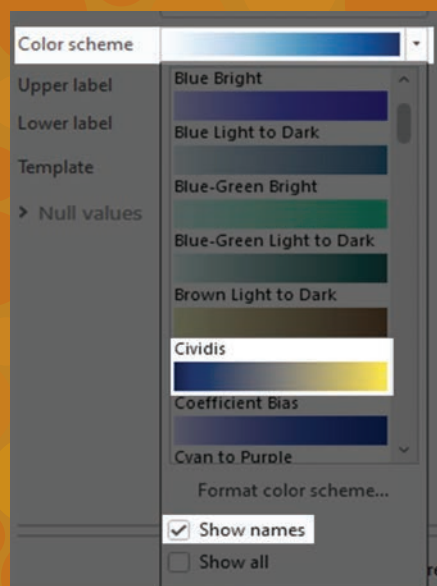 Color scheme
Upper label
Lower label
Template
Null values
Blue Bright
Blue Light to Dark
Blue-Green Bright
Blue-Green Light to Dark
Brown Light to Dark
Cividis
Coefficient Bias
Cyan to Purple
Format color scheme...
Show names
Show all